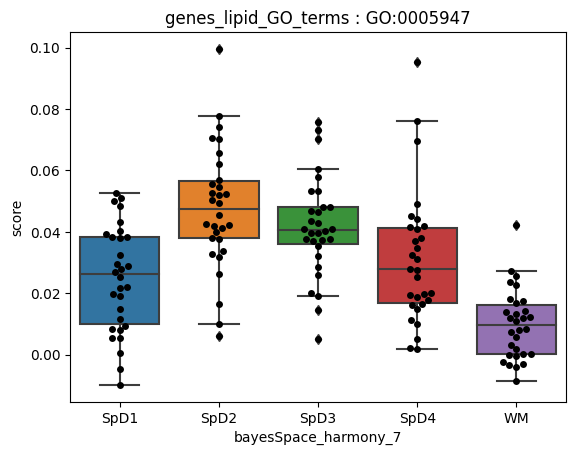 genes_lipid_GO_terms : GO:0005947
0.10
0.08
0.06
0.04
0.02
0.00
score
SpD1 SpD2 SpD3 SpD4 WM
bayesSpace_harmony_7